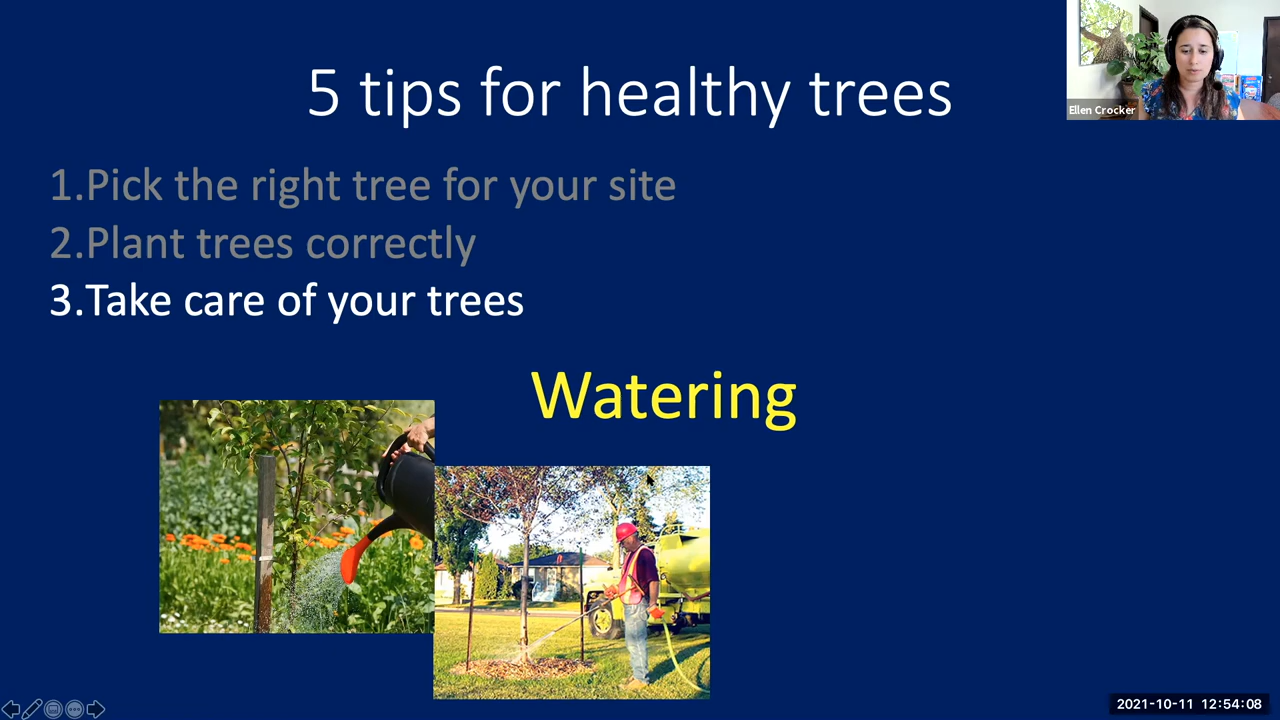 5 tips for healthy trees
Ellen Crocker
1.Pick the right tree for your site
2.Plant trees correctly
3.Take care of your trees
Watering
2021-10-11 12:54:08